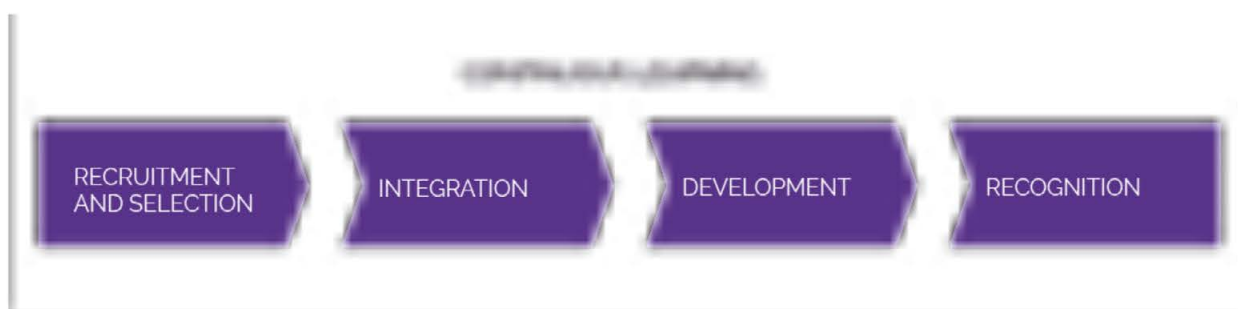 RECRUITMENT
AND SELECTION
INTEGRATION
DEVELOPMENT
RECOGNITION